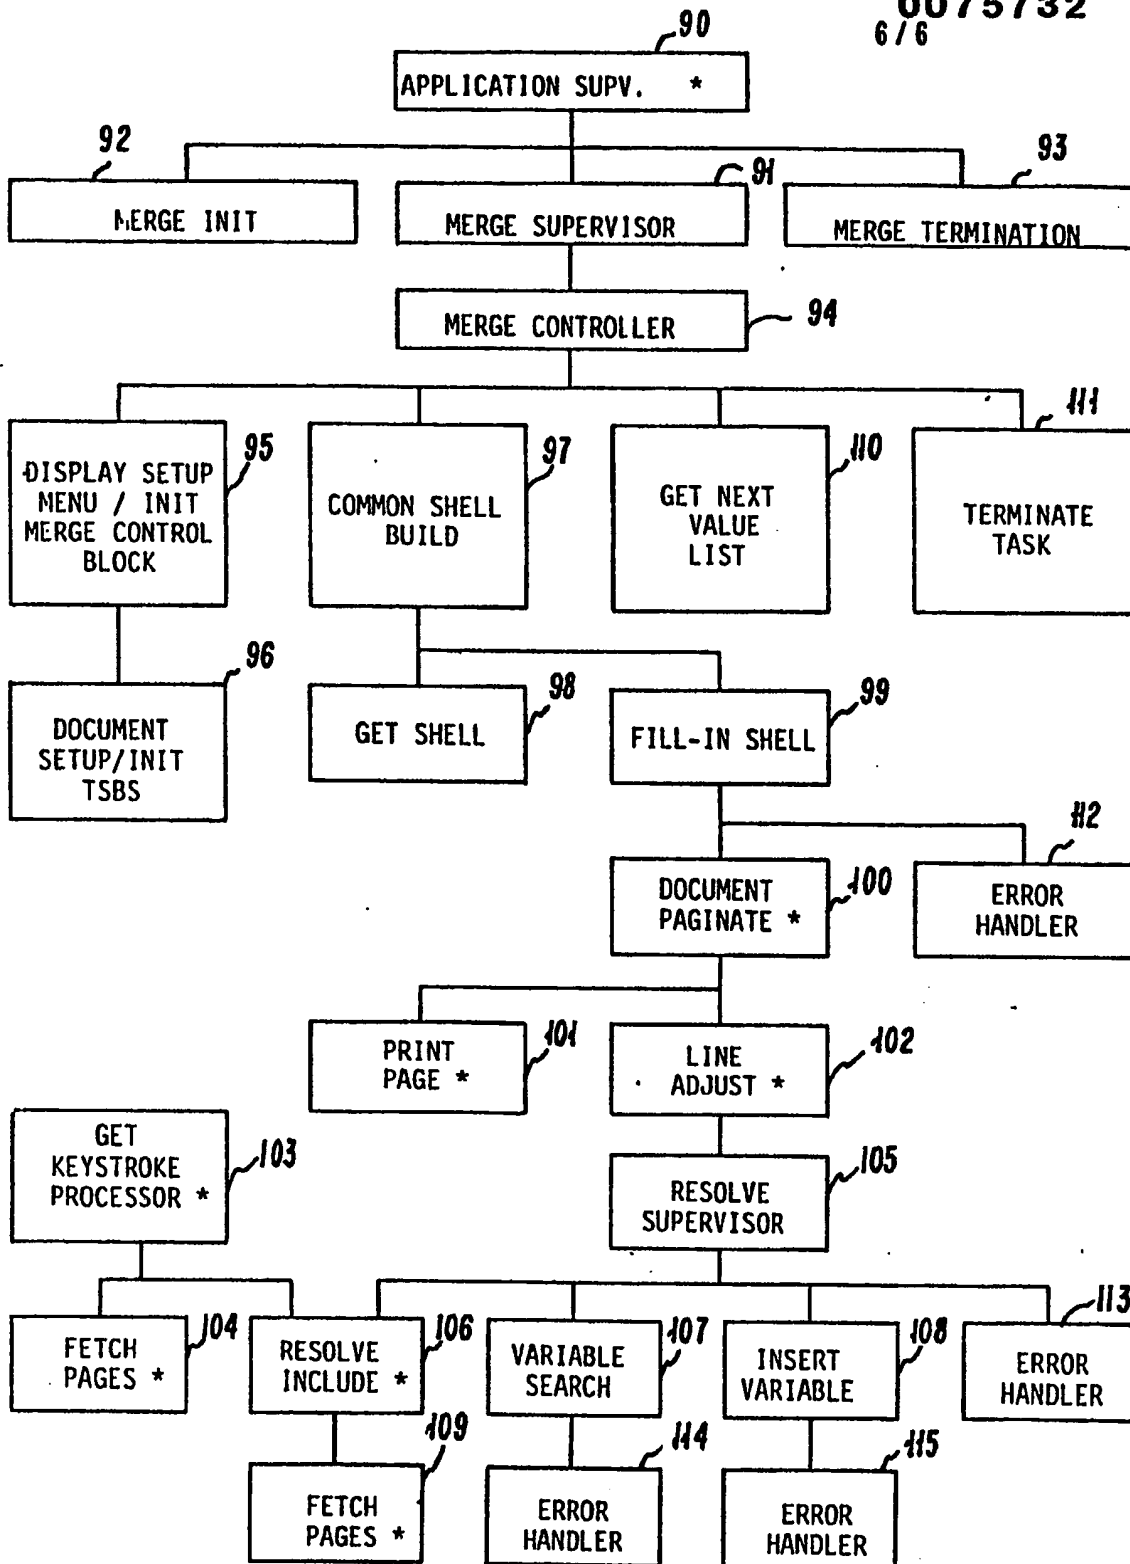 0075732
6/6
90
APPLICATION SUPV. *
92
91
93
MERGE INIT
MERGE SUPERVISOR
MERGE TERMINATION
MERGE CONTROLLER
94
95
97
110
111
DISPLAY SETUP
MENU / INIT
MERGE CONTROL
BLOCK
COMMON SHELL
BUILD
GET NEXT
VALUE
LIST
TERMINATE
TASK
96
98
99
DOCUMENT
SETUP/INIT
TSBS
GET SHELL
FILL-IN SHELL
100
112
DOCUMENT
PAGINATE *
ERROR
HANDLER
101
102
PRINT
PAGE *
LINE
ADJUST *
103
105
GET
KEYSTROKE
PROCESSOR *
RESOLVE
SUPERVISOR
104
106
107
108
113
FETCH
PAGES *
RESOLVE
INCLUDE *
VARIABLE
SEARCH
INSERT
VARIABLE
ERROR
HANDLER
109
114
115
FETCH
PAGES *
ERROR
HANDLER
ERROR
HANDLER